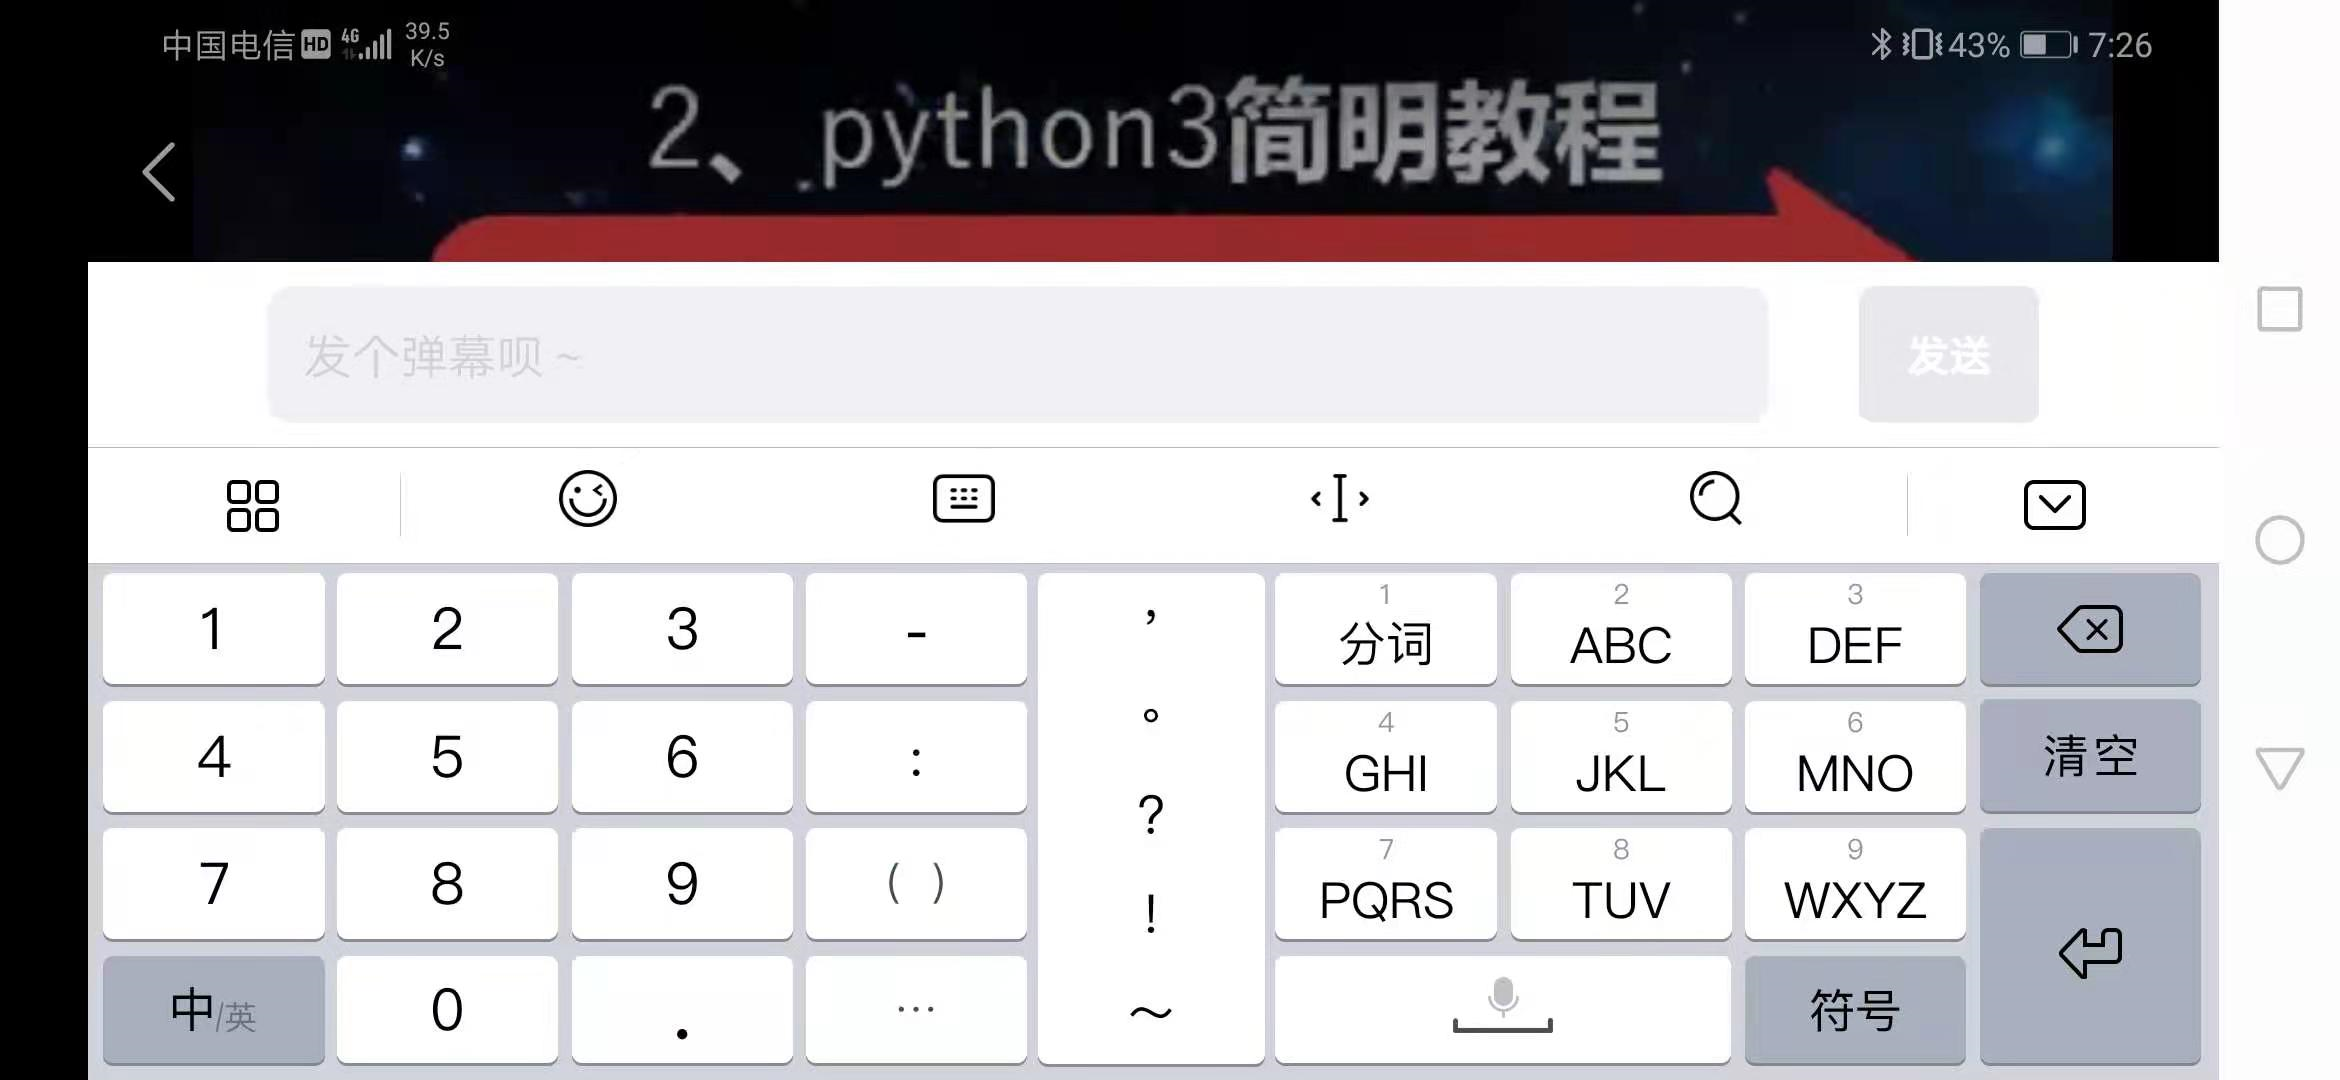 中国电信 HD 4G 39.5 K/s 43% 7:26
2、python3简明教程
发个弹幕呗~ 发送
1 2 3 - , 1 分词 2 ABC 3 DEF
4 5 6 : 。 4 GHI 5 JKL 6 MNO 清空
7 8 9 ( ) ? ! 7 PQRS 8 TUV 9 WXYZ
中/英 0 . ··· ~ 符号